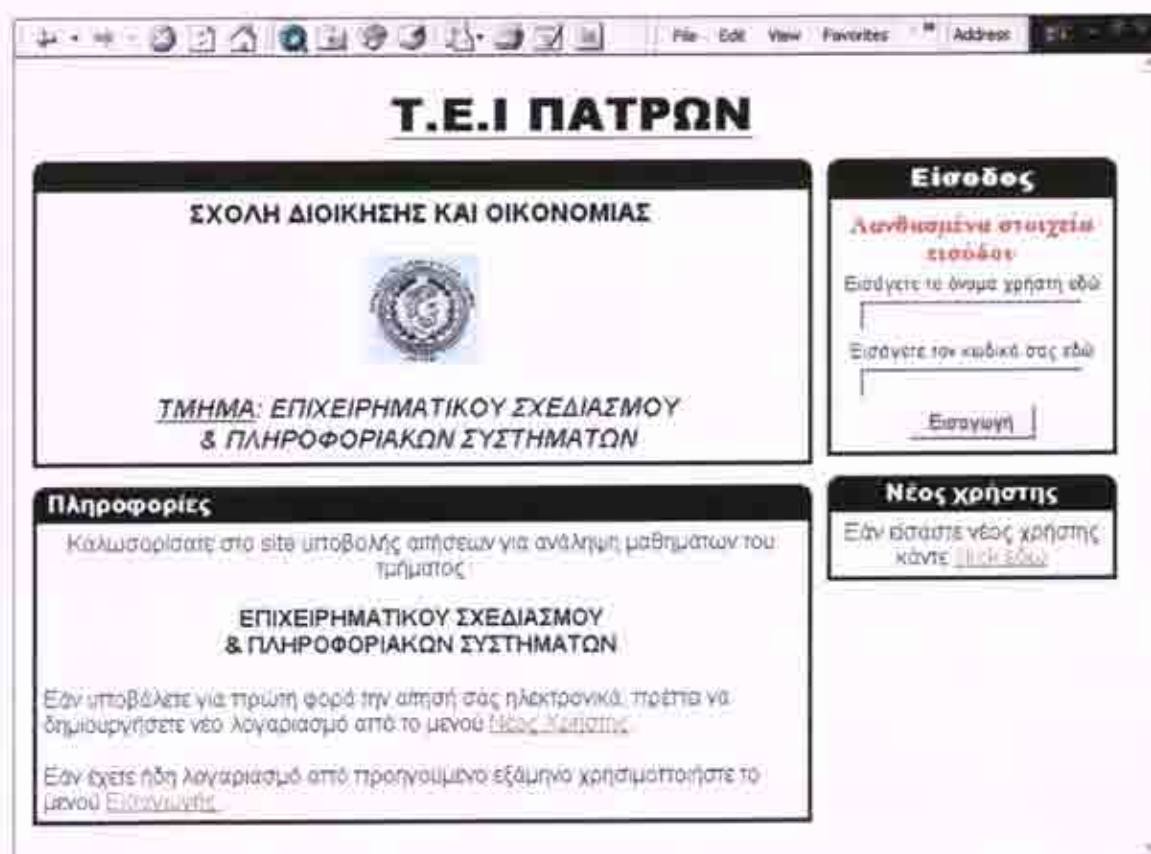 File Edit View Favorites » Address
Τ.Ε.Ι ΠΑΤΡΩΝ
ΣΧΟΛΗ ΔΙΟΙΚΗΣΗΣ ΚΑΙ ΟΙΚΟΝΟΜΙΑΣ
ΤΜΗΜΑ: ΕΠΙΧΕΙΡΗΜΑΤΙΚΟΥ ΣΧΕΔΙΑΣΜΟΥ
& ΠΛΗΡΟΦΟΡΙΑΚΩΝ ΣΥΣΤΗΜΑΤΩΝ
Είσοδος
Λανθασμένα στοιχεία
εισόδου
Εισάγετε το όνομα χρήστη εδώ
Εισάγετε τον κωδικό σας εδώ
Εισαγωγή
Νέος χρήστης
Εάν είσαστε νέος χρήστης
κάντε click εδώ
Πληροφορίες
Καλωσορίσατε στο site υποβολής αιτήσεων για ανάληψη μαθημάτων του
τμήματος
ΕΠΙΧΕΙΡΗΜΑΤΙΚΟΥ ΣΧΕΔΙΑΣΜΟΥ
& ΠΛΗΡΟΦΟΡΙΑΚΩΝ ΣΥΣΤΗΜΑΤΩΝ
Εάν υποβάλετε για πρώτη φορά την αίτησή σας ηλεκτρονικά, πρέπει να
δημιουργήσετε νέο λογαριασμό από το μενού Νέος Χρήστης.
Εάν έχετε ήδη λογαριασμό από προηγούμενο εξάμηνο χρησιμοποιήστε το
μενού Εισαγωγής.